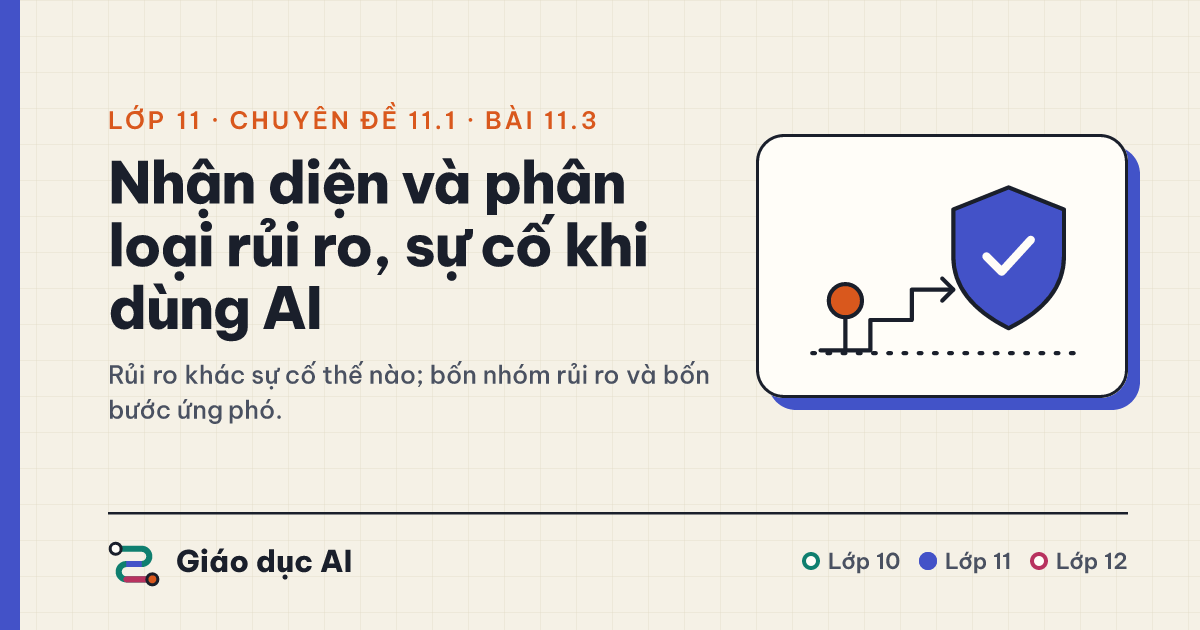 LỚP 11 · CHUYÊN ĐỀ 11.1 · BÀI 11.3
Nhận diện và phân
loại rủi ro, sự cố khi
dùng AI
Rủi ro khác sự cố thế nào; bốn nhóm rủi ro và bốn
bước ứng phó.
Giáo dục AI
Lớp 10
Lớp 11
Lớp 12